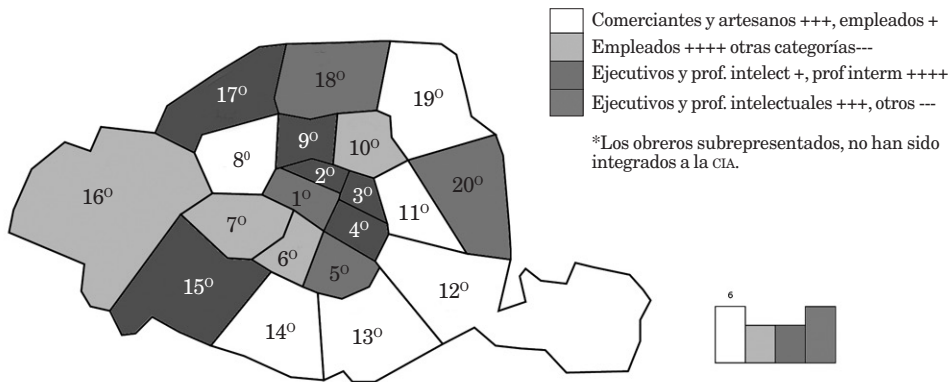 Comerciantes y artesanos +++, empleados +
Empleados ++++ otras categorías---
Ejecutivos y prof. intelect +, prof interm ++++
Ejecutivos y prof. intelectuales +++, otros ---
*Los obreros subrepresentados, no han sido
integrados a la CIA.
18º
19º
17º
9º
10º
8º
2º
20º
16º
1º
3º
11º
7º
4º
6º
5º
15º
12º
14º
13º
6